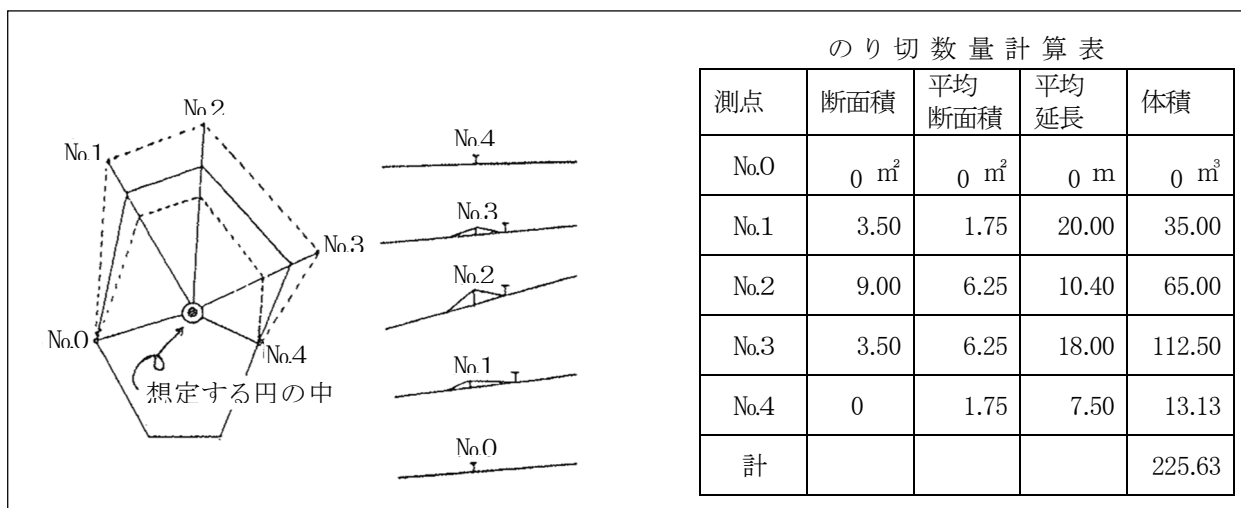 No.2
No.1
No.3
No.0
No.4
想定する円の中
No.4
No.3
No.2
No.1
No.0
のり切数量計算表
測点 断面積 平均断面積 平均延長 体積
No.0 0 ㎡ 0 ㎡ 0 m 0 ㎥
No.1 3.50 1.75 20.00 35.00
No.2 9.00 6.25 10.40 65.00
No.3 3.50 6.25 18.00 112.50
No.4 0 1.75 7.50 13.13
計 225.63